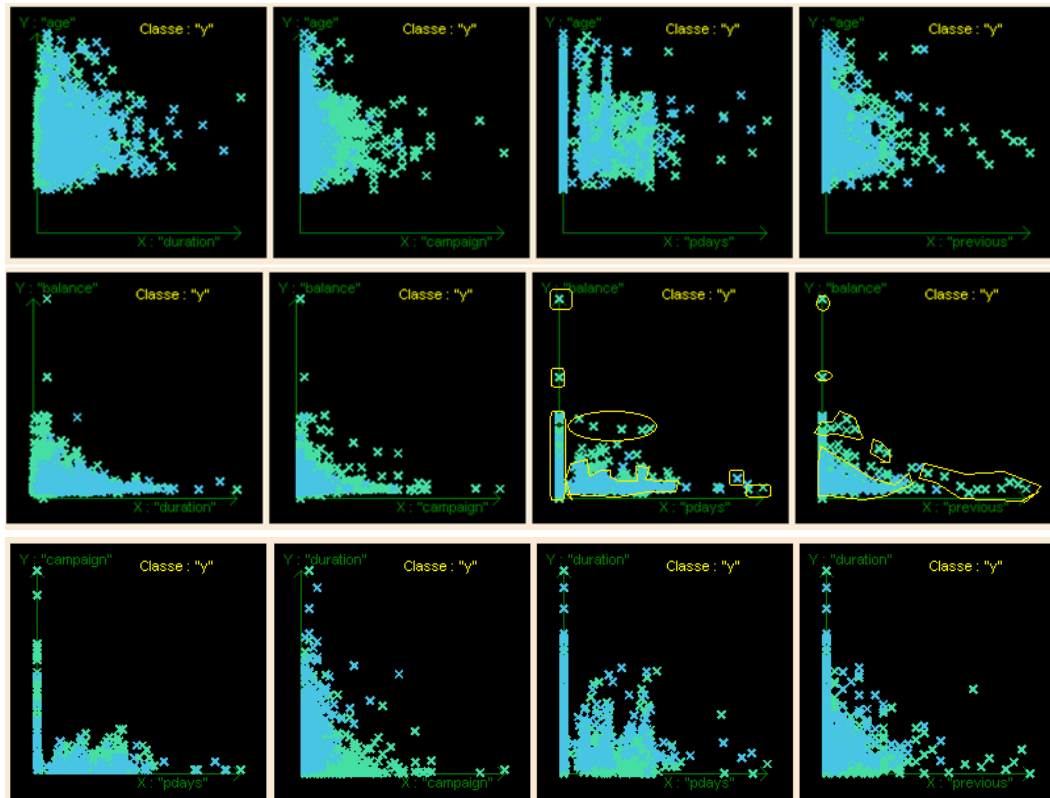 Y : "age"
Classe : "y"
X : "duration"
Y : "age"
Classe : "y"
X : "campaign"
Y : "age"
Classe : "y"
X : "pdays"
Y : "age"
Classe : "y"
X : "previous"
Y : "balance"
Classe : "y"
X : "duration"
Y : "balance"
Classe : "y"
X : "campaign"
Y : "balance"
Classe : "y"
X : "pdays"
Y : "balance"
Classe : "y"
X : "previous"
Y : "campaign"
Classe : "y"
X : "pdays"
Y : "duration"
Classe : "y"
X : "campaign"
Y : "duration"
Classe : "y"
X : "pdays"
Y : "duration"
Classe : "y"
X : "previous"